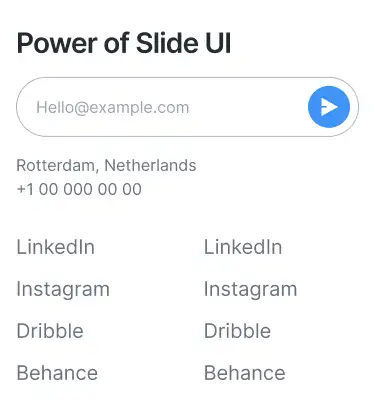 Power of Slide UI
Hello@example.com
Rotterdam, Netherlands
+1 00 000 00 00
LinkedIn LinkedIn
Instagram Instagram
Dribble Dribble
Behance Behance